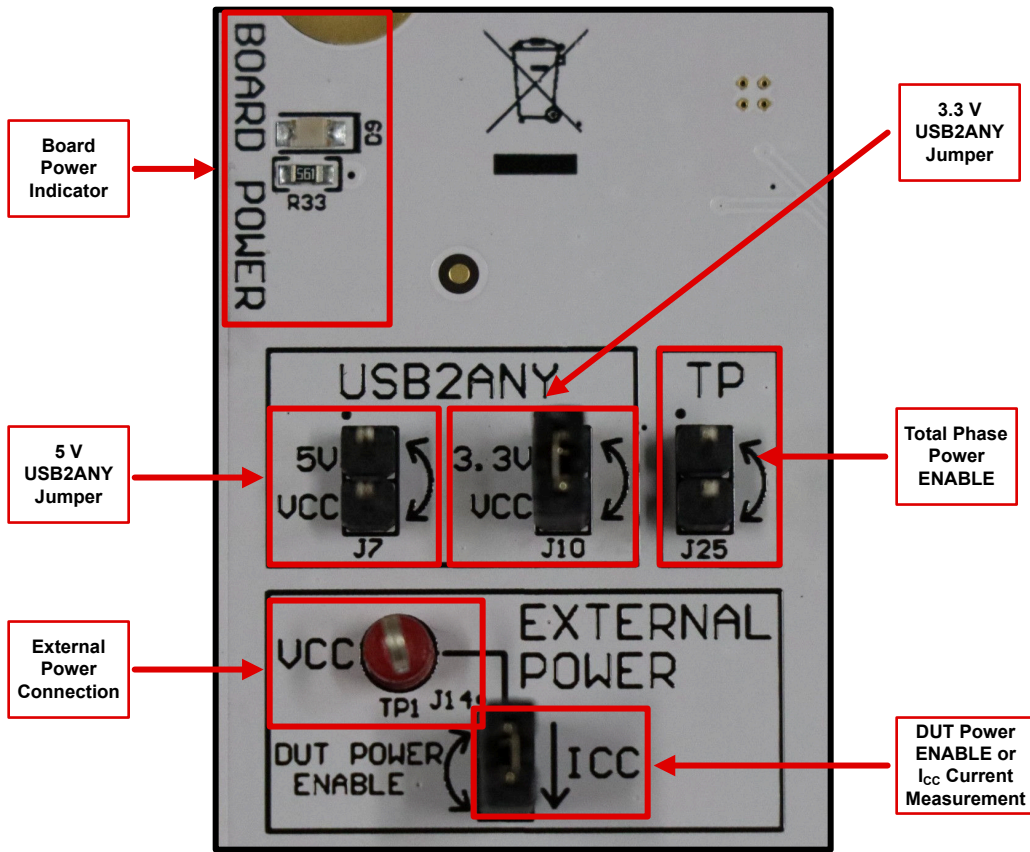 BOARD POWER
D9
561
R33
Board
Power
Indicator
3.3 V
USB2ANY
Jumper
USB2ANY
TP
5V
VCC
J7
3.3V
VCC
J10
J25
5 V
USB2ANY
Jumper
Total Phase
Power
ENABLE
External
Power
Connection
VCC
TP1
J14
EXTERNAL
POWER
DUT POWER
ENABLE
ICC
DUT Power
ENABLE or
ICC Current
Measurement